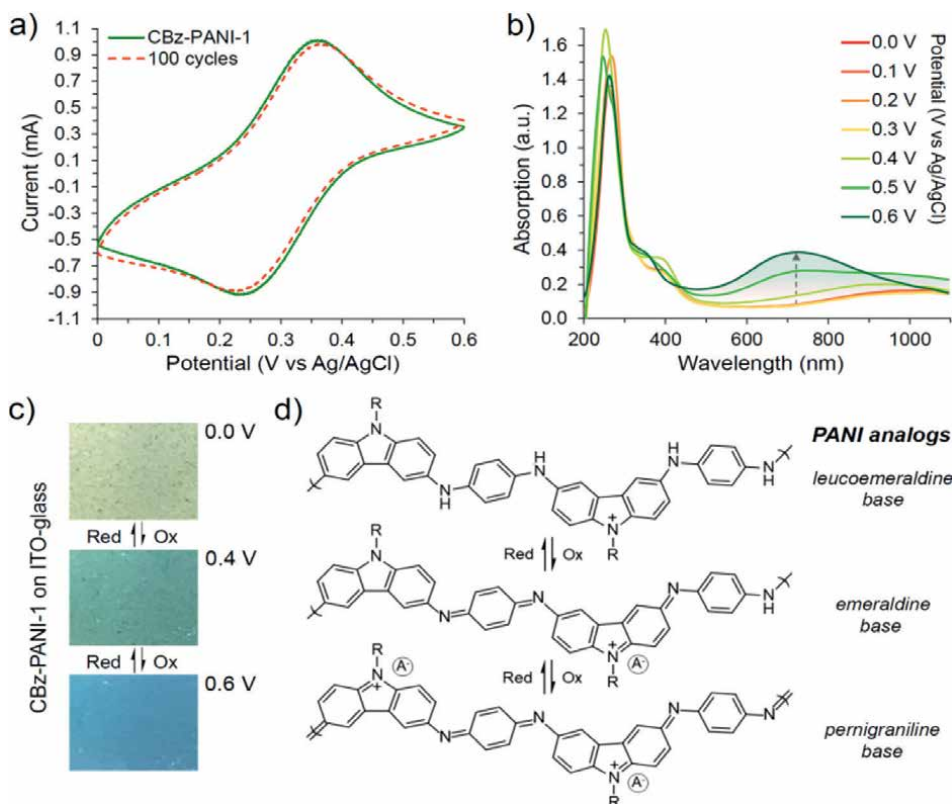 a)
1.1
0.9
0.7
0.5
0.3
0.1
-0.1
-0.3
-0.5
-0.7
-0.9
-1.1
Current (mA)
CBz-PANI-1
100 cycles
0 0.1 0.2 0.3 0.4 0.5 0.6
Potential (V vs Ag/AgCl)
b)
1.6
1.4
1.2
1.0
0.8
0.6
0.4
0.2
0.0
Absorption (a.u.)
200 400 600 800 1000
Wavelength (nm)
0.0 V
0.1 V
0.2 V
0.3 V
0.4 V
0.5 V
0.6 V
Potential (V vs Ag/AgCl)
c)
CBz-PANI-1 on ITO-glass
0.0 V
Red Ox
0.4 V
Red Ox
0.6 V
d)
PANI analogs
R
N
N
H
H
N
H
N
N
H
N
+
R
leucoemeraldine
base
Red Ox
R
N
N
N
N
N
H
N
+
A-
R
emeraldine
base
Red Ox
R
N
+
A-
N
N
N
N
N
+
A-
R
pernigraniline
base